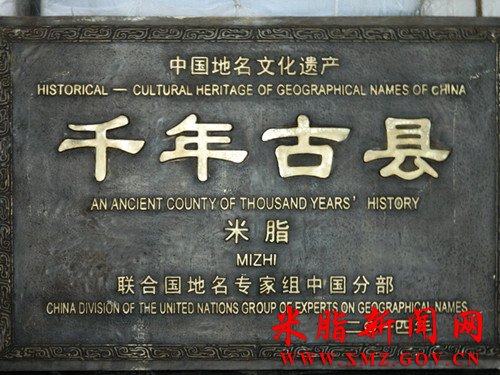 中国地名文化遗产
HISTORICAL — CULTURAL HERITAGE OF GEOGRAPHICAL NAMES OF CHINA
千年古县
AN ANCIENT COUNTY OF THOUSAND YEARS' HISTORY
米脂
MIZHI
联合国地名专家组中国分部
CHINA DIVISION OF THE UNITED NATIONS GROUP OF EXPERTS ON GEOGRAPHICAL NAMES
米脂新闻网
WWW.XMZ.GOV.CN